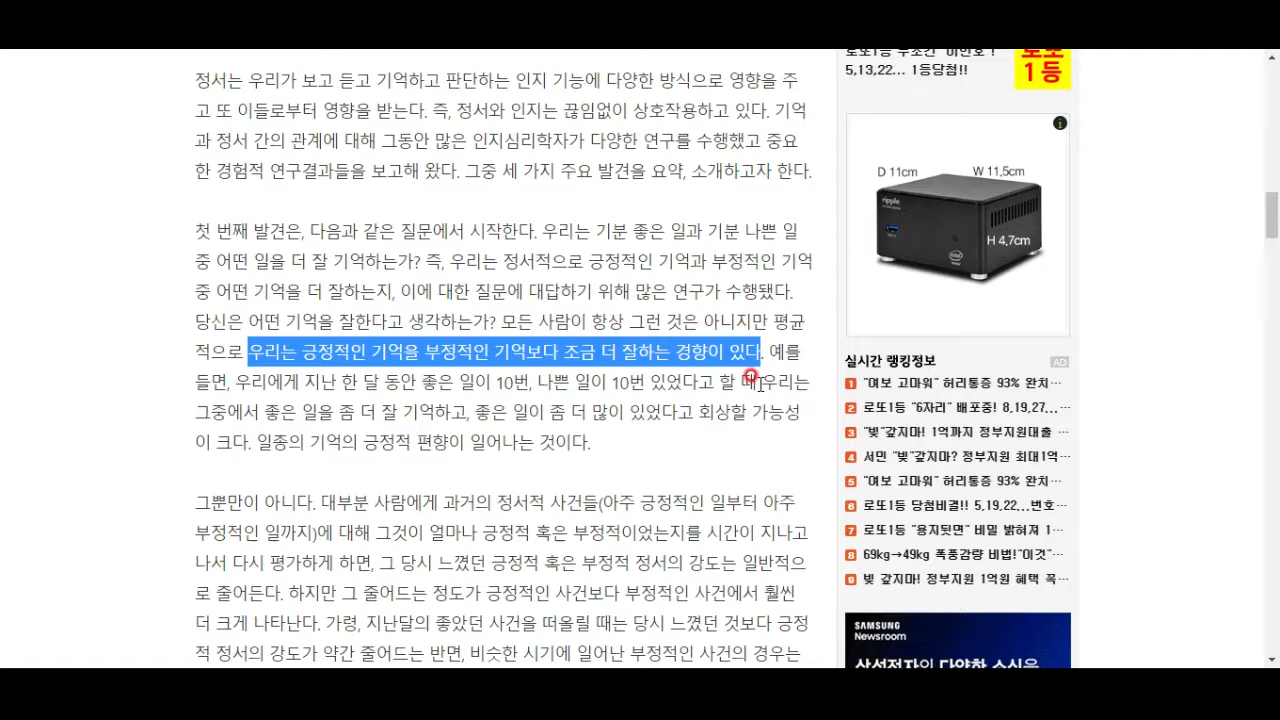 정서는 우리가 보고 듣고 기억하고 판단하는 인지 기능에 다양한 방식으로 영향을 주
고 또 이들로부터 영향을 받는다. 즉, 정서와 인지는 끊임없이 상호작용하고 있다. 기억
과 정서 간의 관계에 대해 그동안 많은 인지심리학자가 다양한 연구를 수행했고 중요
한 경험적 연구결과들을 보고해 왔다. 그중 세 가지 주요 발견을 요약, 소개하고자 한다.
첫 번째 발견은, 다음과 같은 질문에서 시작한다. 우리는 기분 좋은 일과 기분 나쁜 일
중 어떤 일을 더 잘 기억하는가? 즉, 우리는 정서적으로 긍정적인 기억과 부정적인 기억
중 어떤 기억을 더 잘하는지, 이에 대한 질문에 대답하기 위해 많은 연구가 수행됐다.
당신은 어떤 기억을 잘한다고 생각하는가? 모든 사람이 항상 그런 것은 아니지만 평균
적으로 우리는 긍정적인 기억을 부정적인 기억보다 조금 더 잘하는 경향이 있다. 예를
들면, 우리에게 지난 한 달 동안 좋은 일이 10번, 나쁜 일이 10번 있었다고 할 때 우리는
그중에서 좋은 일을 좀 더 잘 기억하고, 좋은 일이 좀 더 많이 있었다고 회상할 가능성
이 크다. 일종의 기억의 긍정적 편향이 일어나는 것이다.
그뿐만이 아니다. 대부분 사람에게 과거의 정서적 사건들(아주 긍정적인 일부터 아주
부정적인 일까지)에 대해 그것이 얼마나 긍정적 혹은 부정적이었는지를 시간이 지나고
나서 다시 평가하게 하면, 그 당시 느꼈던 긍정적 혹은 부정적 정서의 강도는 일반적으
로 줄어든다. 하지만 그 줄어드는 정도가 긍정적인 사건보다 부정적인 사건에서 훨씬
더 크게 나타난다. 가령, 지난달의 좋았던 사건을 떠올릴 때는 당시 느꼈던 것보다 긍정
적 정서의 강도가 약간 줄어드는 반면, 비슷한 시기에 일어난 부정적인 사건의 경우는
로또1등
5,13,22... 1등당첨!!
로또
1등
D 11cm
W 11,5cm
ripple
H 4,7cm
실시간 랭킹정보
AD
1 "여보 고마워" 허리통증 93% 완치…
2 로또1등 "6자리" 배포중! 8,19,27...…
3 "빚"갚지마! 1억까지 정부지원대출 …
4 서민 "빚"갚지마? 정부지원 최대1억…
5 "여보 고마워" 허리통증 93% 완치…
6 로또1등 당첨비결!! 5,19,22...번호…
7 로또1등 "용지뒷면" 비밀 밝혀져 1…
8 69kg→49kg 폭풍감량 비법!"이것"…
9 빚 갚지마! 정부지원 1억원 혜택 꼭…
SAMSUNG
Newsroom
삼성전자의 다양한 소식을